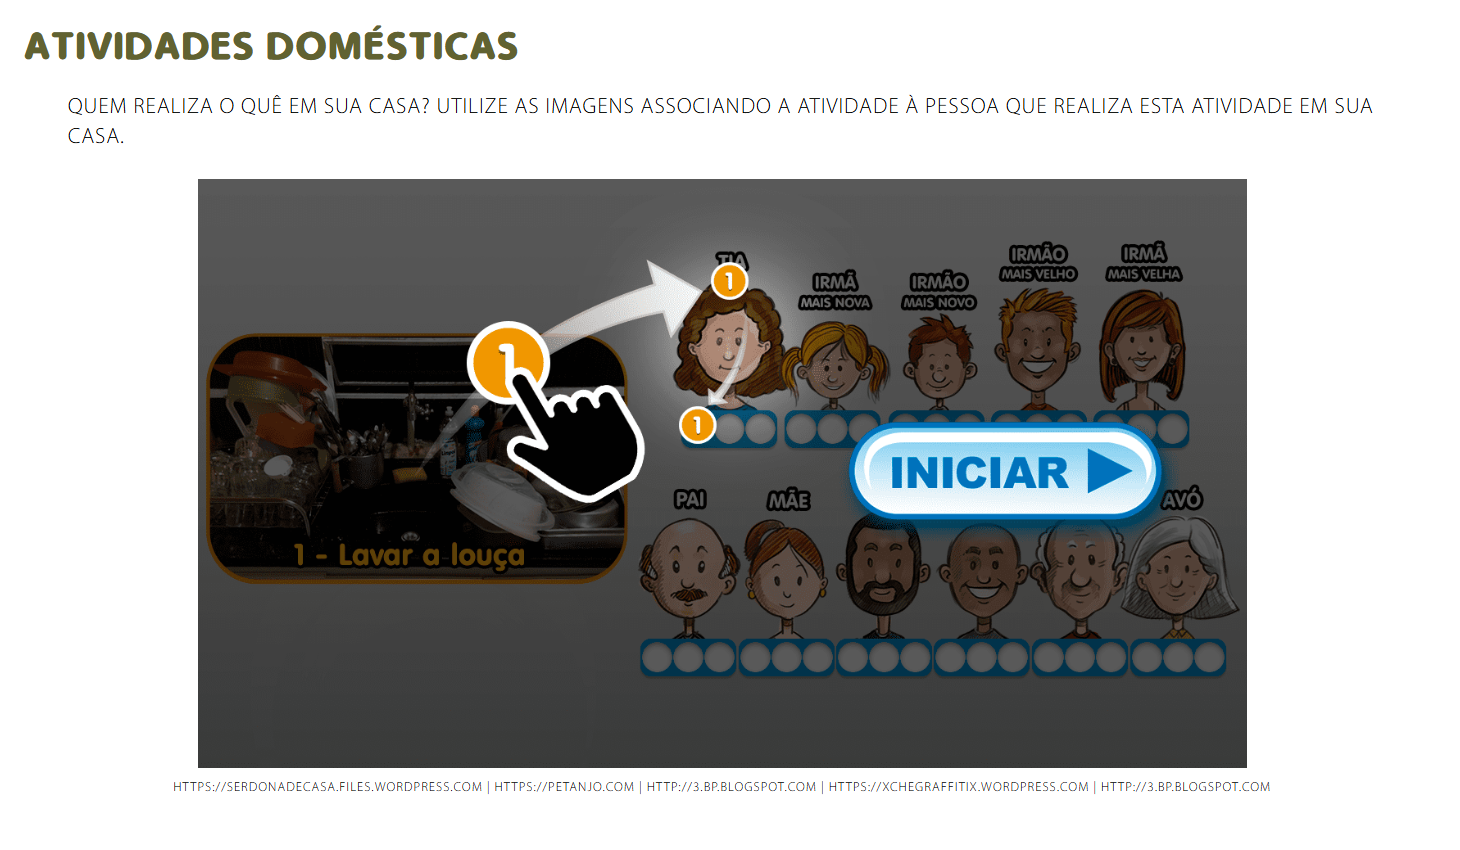 ATIVIDADES DOMÉSTICAS
QUEM REALIZA O QUÊ EM SUA CASA? UTILIZE AS IMAGENS ASSOCIANDO A ATIVIDADE À PESSOA QUE REALIZA ESTA ATIVIDADE EM SUA
CASA.
TIA
1
IRMÃ
MAIS NOVA
IRMÃO
MAIS NOVO
IRMÃO
MAIS VELHO
IRMÃ
MAIS VELHA
1
1
INICIAR
PAI
MÃE
AVÓ
1 - Lavar a louça
HTTPS://SERDONADECASA.FILES.WORDPRESS.COM | HTTPS://PETANJO.COM | HTTP://3.BP.BLOGSPOT.COM | HTTPS://XCHEGRAFFITIX.WORDPRESS.COM | HTTP://3.BP.BLOGSPOT.COM